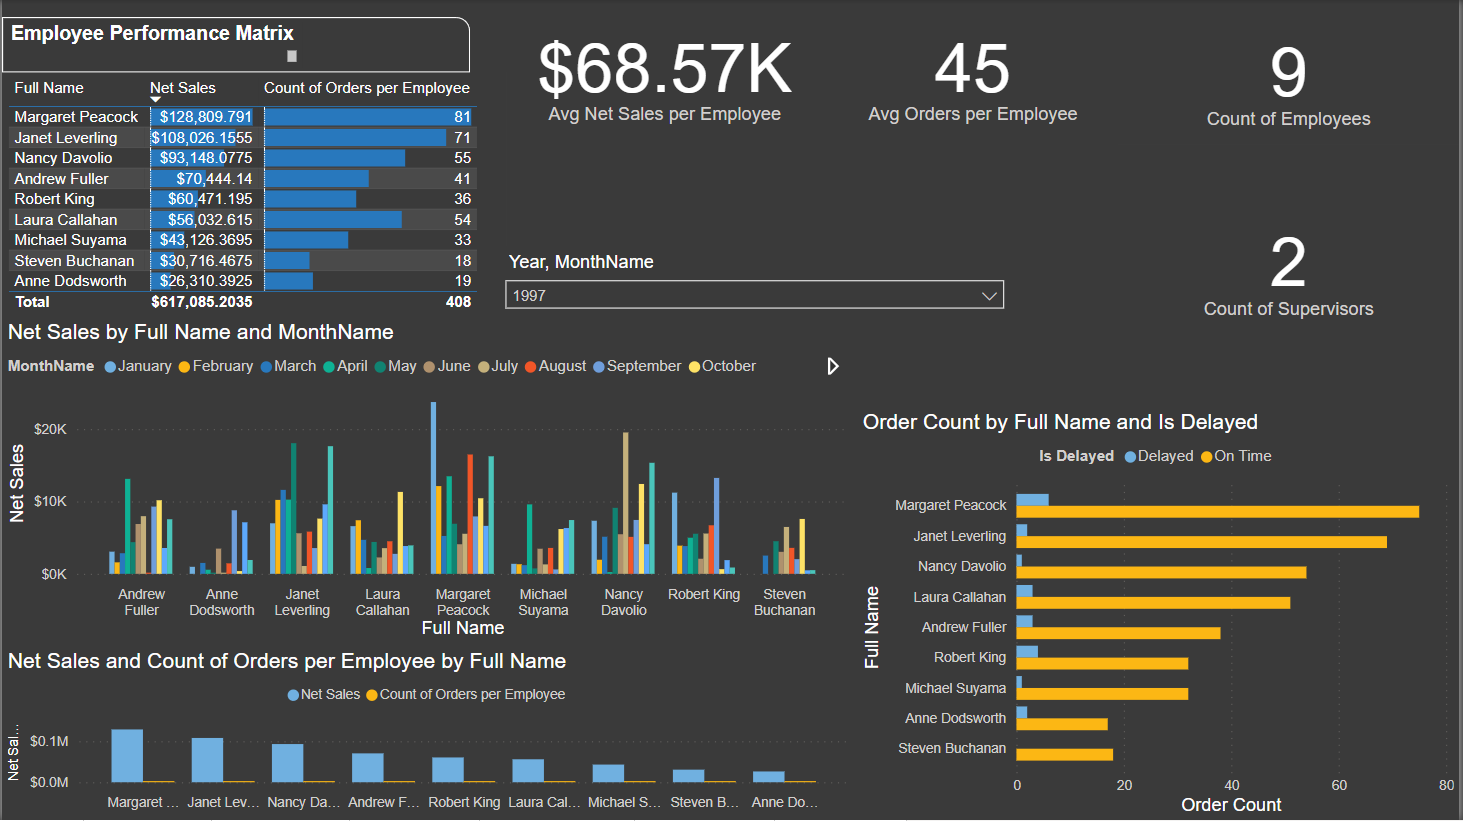 Employee Performance Matrix
Full Name Net Sales Count of Orders per Employee
Margaret Peacock $128,809.791 81
Janet Leverling $108,026.1555 71
Nancy Davolio $93,148.0775 55
Andrew Fuller $70,444.14 41
Robert King $60,471.195 36
Laura Callahan $56,032.615 54
Michael Suyama $43,126.3695 33
Steven Buchanan $30,716.4675 18
Anne Dodsworth $26,310.3925 19
Total $617,085.2035 408
$68.57K
Avg Net Sales per Employee
45
Avg Orders per Employee
9
Count of Employees
Year, MonthName
1997
2
Count of Supervisors
Net Sales by Full Name and MonthName
MonthName January February March April May June July August September October
Net Sales
$20K
$10K
$0K
Andrew Fuller
Anne Dodsworth
Janet Leverling
Laura Callahan
Margaret Peacock
Michael Suyama
Nancy Davolio
Robert King
Steven Buchanan
Full Name
Net Sales and Count of Orders per Employee by Full Name
Net Sales Count of Orders per Employee
Net Sal...
$0.1M
$0.0M
Margaret ... Janet Lev... Nancy Da... Andrew F... Robert King Laura Cal... Michael S... Steven B... Anne Do...
Order Count by Full Name and Is Delayed
Is Delayed Delayed On Time
Full Name
Margaret Peacock
Janet Leverling
Nancy Davolio
Laura Callahan
Andrew Fuller
Robert King
Michael Suyama
Anne Dodsworth
Steven Buchanan
0 20 40 60 80
Order Count